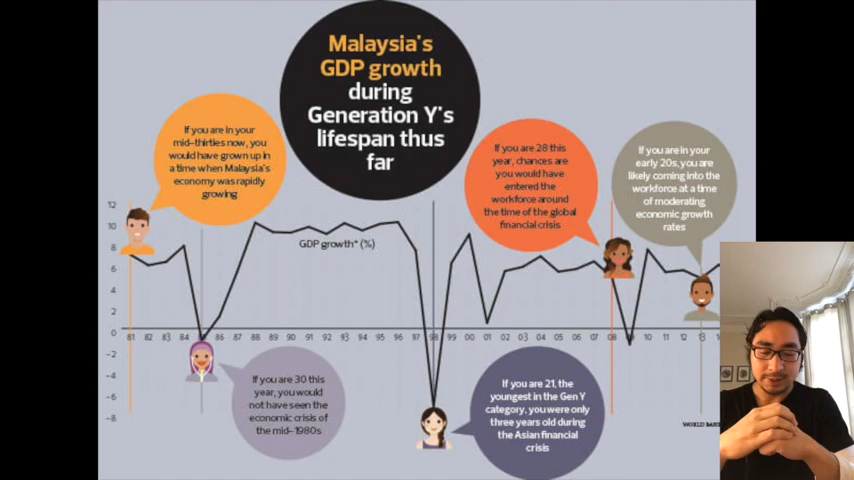 Malaysia's
GDP growth
during
Generation Y's
lifespan thus
far
If you are in your
mid-thirties now, you
would have grown up in
a time when Malaysia's
economy was rapidly
growing
If you are 28 this
year, chances are
you would have
entered the
workforce around
the time of the global
financial crisis
If you are in your
early 20s, you are
likely coming into the
workforce at a time
of moderating
economic growth
rates
GDP growth* (%)
12
10
8
6
4
2
0
-2
-4
-6
-8
81 82 83 84 85 86 87 88 89 90 91 92 93 94 95 96 97 98 99 00 01 02 03 04 05 06 07 08 09 10 11 12 13
If you are 30 this
year, you would
not have seen the
economic crisis of
the mid-1980s
If you are 21, the
youngest in the Gen Y
category, you were only
three years old during
the Asian financial
crisis
WORLD BANK